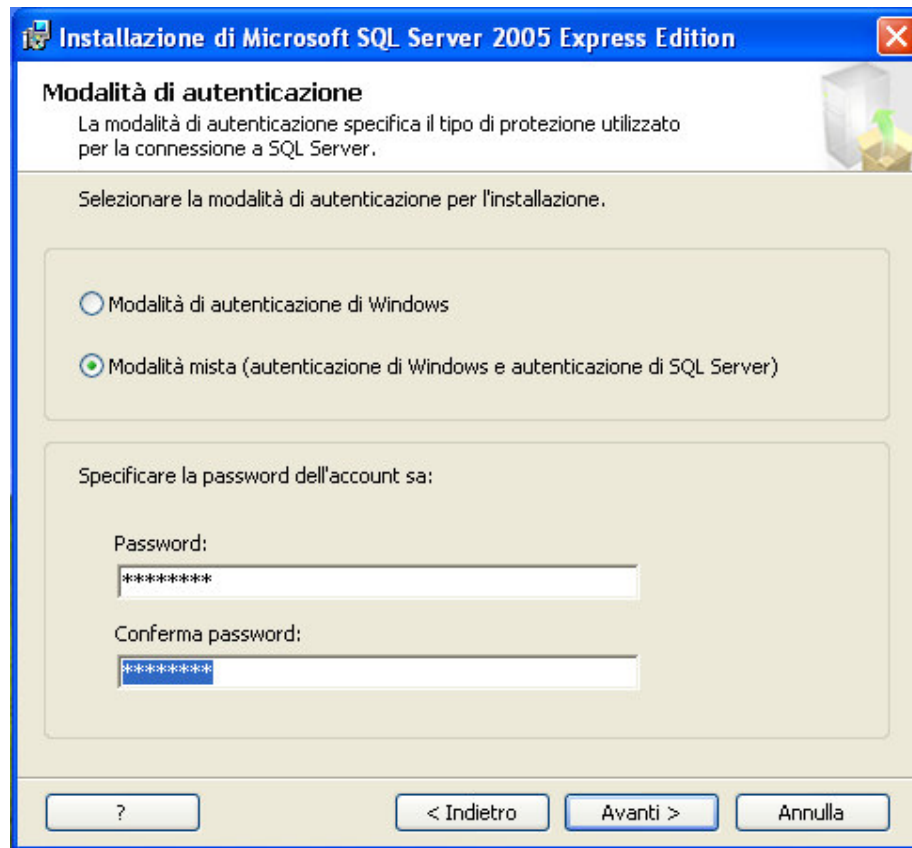 Installazione di Microsoft SQL Server 2005 Express Edition
Modalità di autenticazione
La modalità di autenticazione specifica il tipo di protezione utilizzato
per la connessione a SQL Server.
Selezionare la modalità di autenticazione per l'installazione.
Modalità di autenticazione di Windows
Modalità mista (autenticazione di Windows e autenticazione di SQL Server)
Specificare la password dell'account sa:
Password:
********
Conferma password:
********
? < Indietro Avanti > Annulla